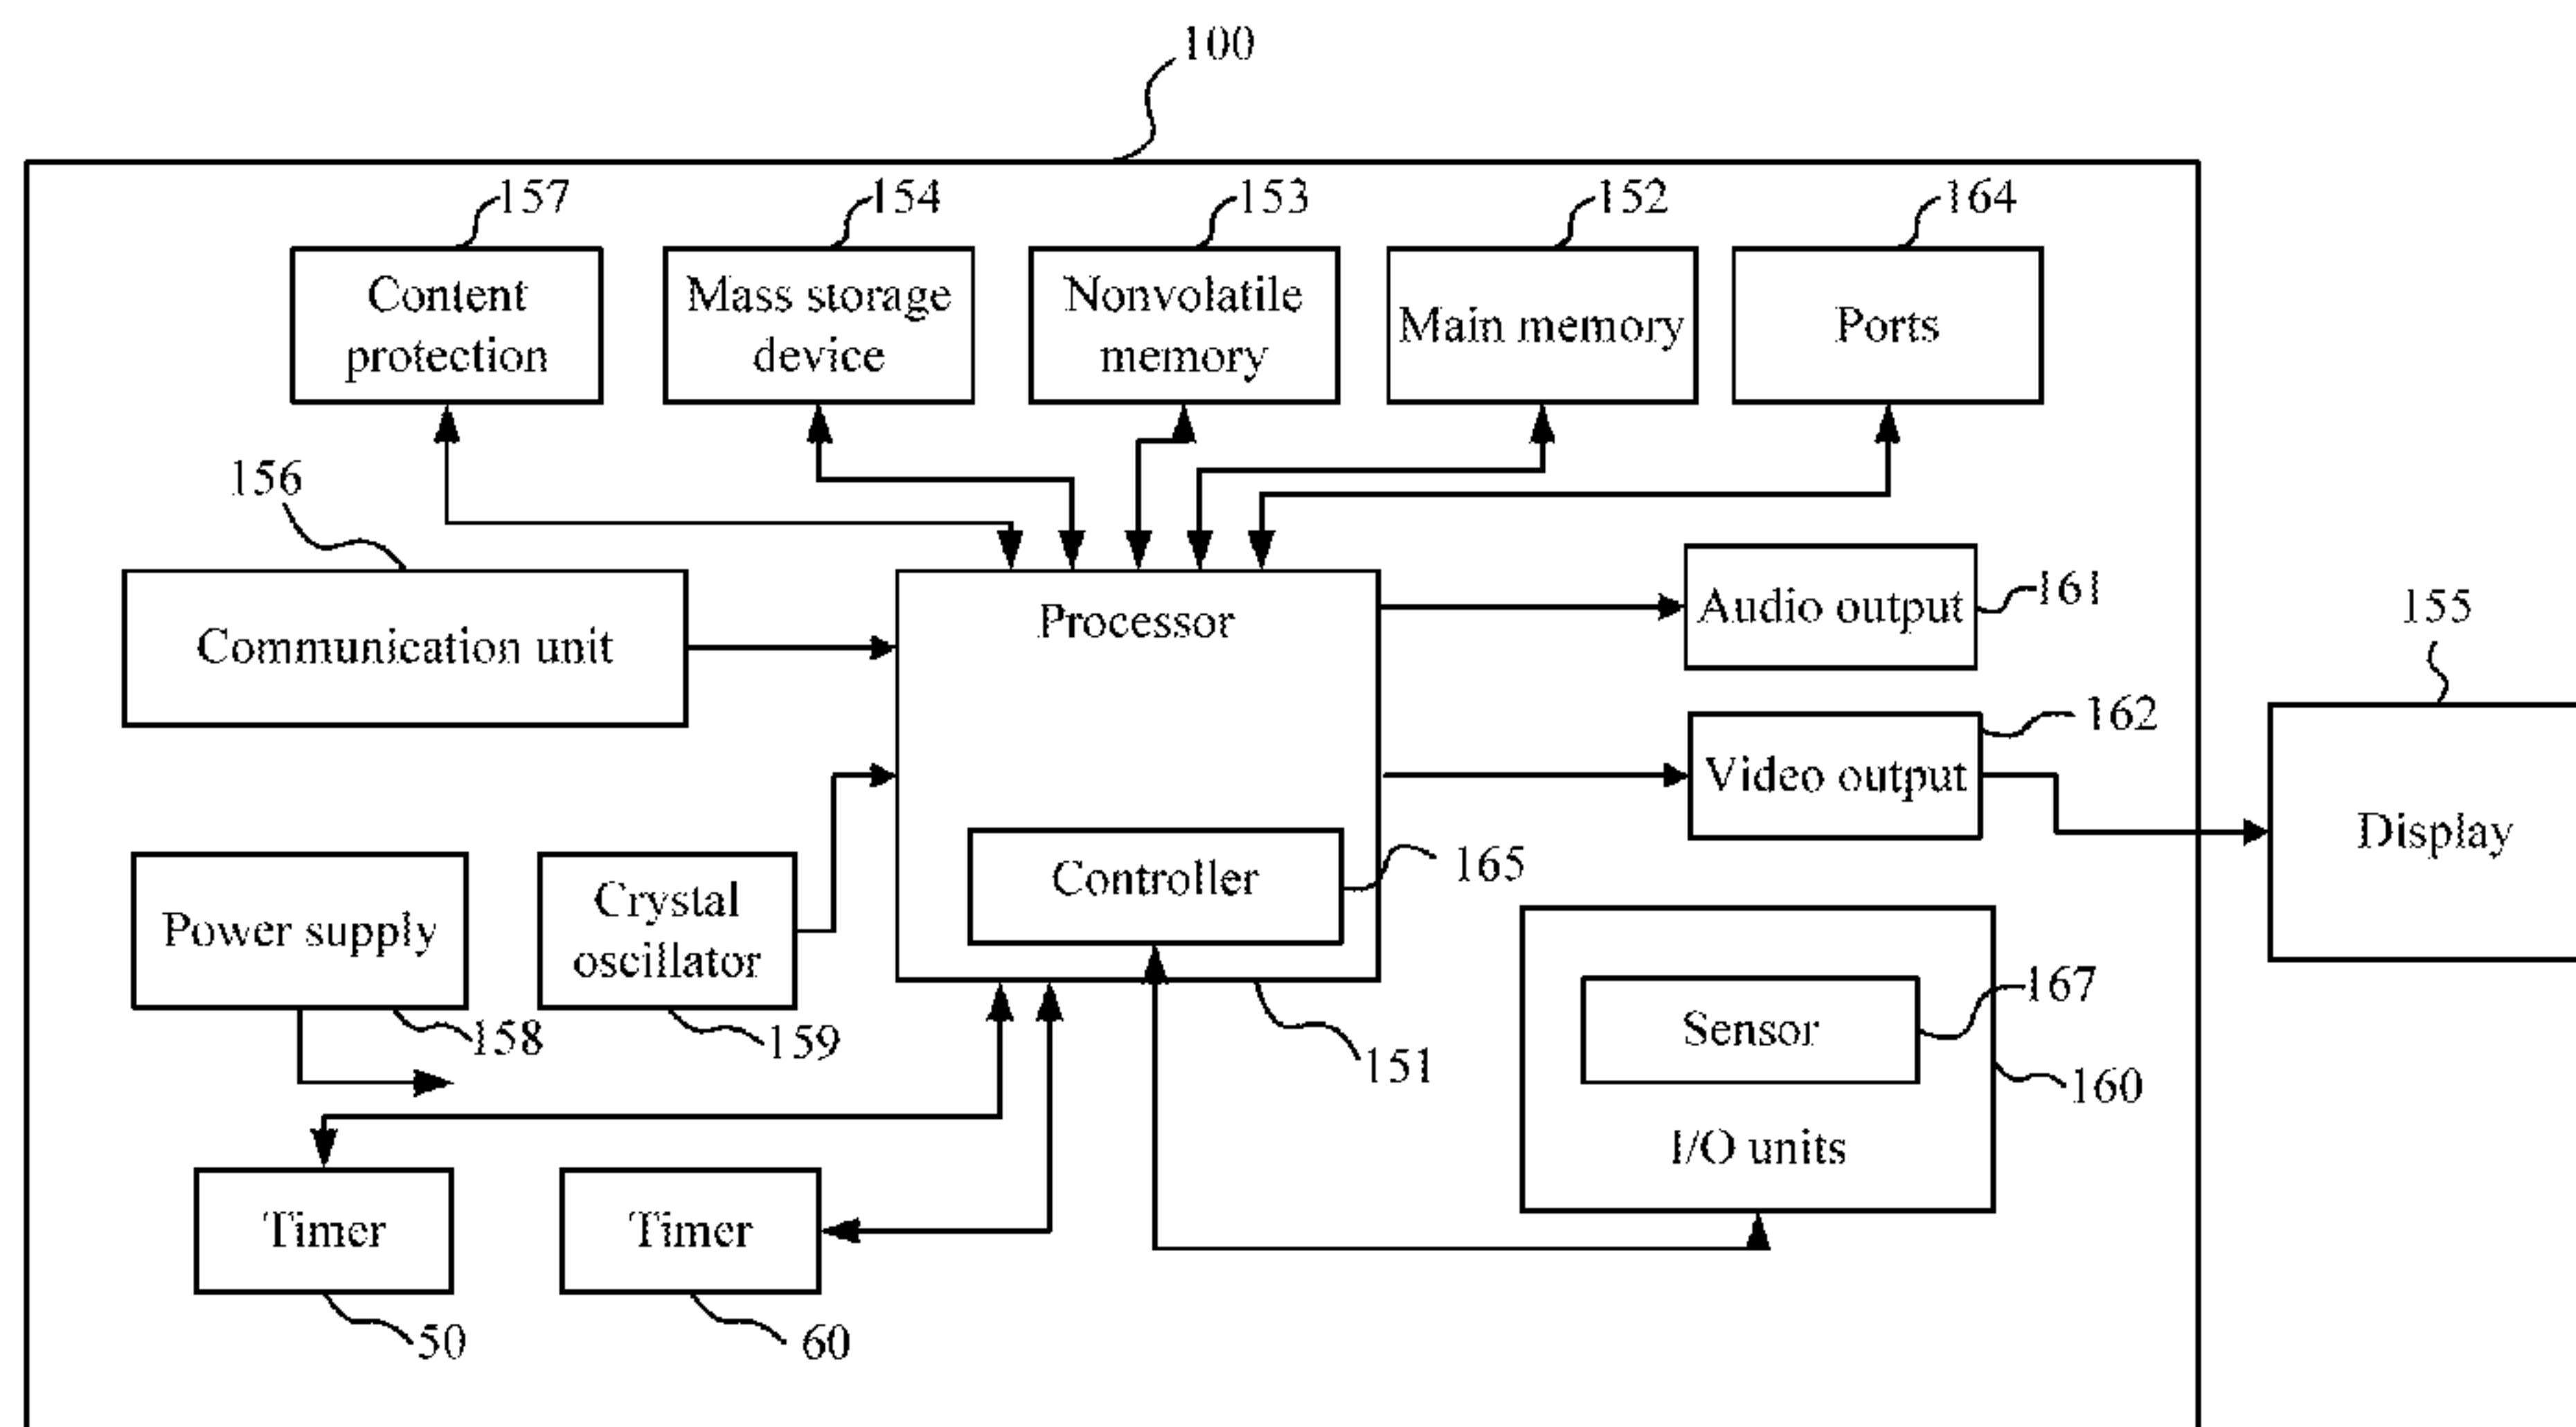 100
157
154
153
152
164
Content
protection
Mass storage
device
Nonvolatile
memory
Main memory
Ports
156
Communication unit
Processor
Audio output
161
155
162
Video output
Display
Controller
165
Power supply
Crystal
oscillator
158
159
151
Sensor
167
160
I/O units
Timer
Timer
50
60